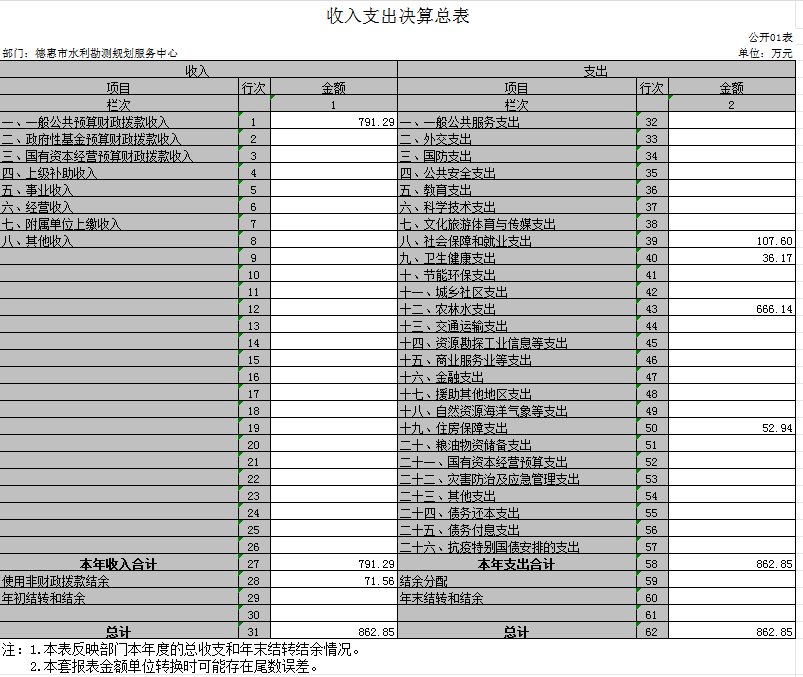 收入支出决算总表
公开01表
部门：德惠市水利勘测规划服务中心 单位：万元
收入 支出
项目 行次 金额 项目 行次 金额
栏次 1 栏次 2
一、一般公共预算财政拨款收入 1 791.29 一、一般公共服务支出 32
二、政府性基金预算财政拨款收入 2 二、外交支出 33
三、国有资本经营预算财政拨款收入 3 三、国防支出 34
四、上级补助收入 4 四、公共安全支出 35
五、事业收入 5 五、教育支出 36
六、经营收入 6 六、科学技术支出 37
七、附属单位上缴收入 7 七、文化旅游体育与传媒支出 38
八、其他收入 8 八、社会保障和就业支出 39 107.60
9 九、卫生健康支出 40 36.17
10 十、节能环保支出 41
11 十一、城乡社区支出 42
12 十二、农林水支出 43 666.14
13 十三、交通运输支出 44
14 十四、资源勘探工业信息等支出 45
15 十五、商业服务业等支出 46
16 十六、金融支出 47
17 十七、援助其他地区支出 48
18 十八、自然资源海洋气象等支出 49
19 十九、住房保障支出 50 52.94
20 二十、粮油物资储备支出 51
21 二十一、国有资本经营预算支出 52
22 二十二、灾害防治及应急管理支出 53
23 二十三、其他支出 54
24 二十四、债务还本支出 55
25 二十五、债务付息支出 56
26 二十六、抗疫特别国债安排的支出 57
本年收入合计 27 791.29 本年支出合计 58 862.85
使用非财政拨款结余 28 71.56 结余分配 59
年初结转和结余 29 年末结转和结余 60
30 61
总计 31 862.85 总计 62 862.85
注：1.本表反映部门本年度的总收支和年末结转结余情况。
2.本套报表金额单位转换时可能存在尾数误差。